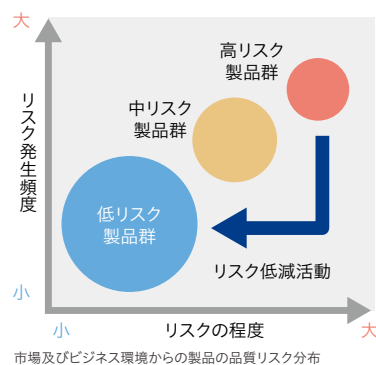 大
高リスク
製品群
中リスク
製品群
リスク発生頻度
低リスク
製品群
リスク低減活動
小
小
リスクの程度
大
市場及びビジネス環境からの製品の品質リスク分布